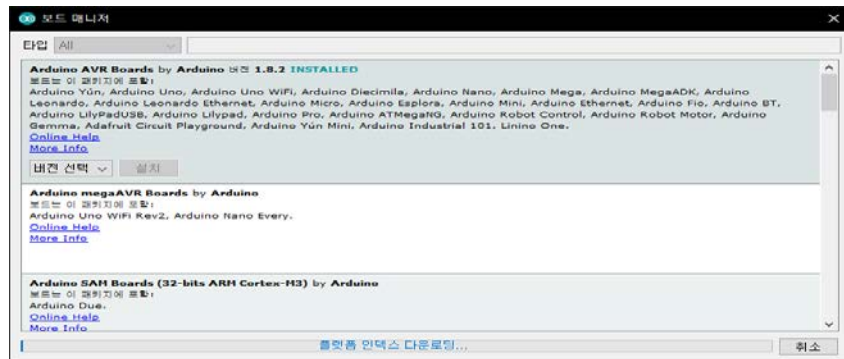 보드 매니저
타입 All
Arduino AVR Boards by Arduino 버전 1.8.2 INSTALLED
보드는 이 패키지에 포함:
Arduino Yún, Arduino Uno, Arduino Uno WiFi, Arduino Diecimila, Arduino Nano, Arduino Mega, Arduino MegaADK, Arduino
Leonardo, Arduino Leonardo Ethernet, Arduino Micro, Arduino Esplora, Arduino Mini, Arduino Ethernet, Arduino Fio, Arduino BT,
Arduino LilyPadUSB, Arduino Lilypad, Arduino Pro, Arduino ATMegaNG, Arduino Robot Control, Arduino Robot Motor, Arduino
Gemma, Adafruit Circuit Playground, Arduino Yún Mini, Arduino Industrial 101, Linino One.
Online Help
More Info
버전 선택 설치
Arduino megaAVR Boards by Arduino
보드는 이 패키지에 포함:
Arduino Uno WiFi Rev2, Arduino Nano Every.
Online Help
More Info
Arduino SAM Boards (32-bits ARM Cortex-M3) by Arduino
보드는 이 패키지에 포함:
Arduino Due.
Online Help
More Info
플랫폼 인덱스 다운로딩... 취소